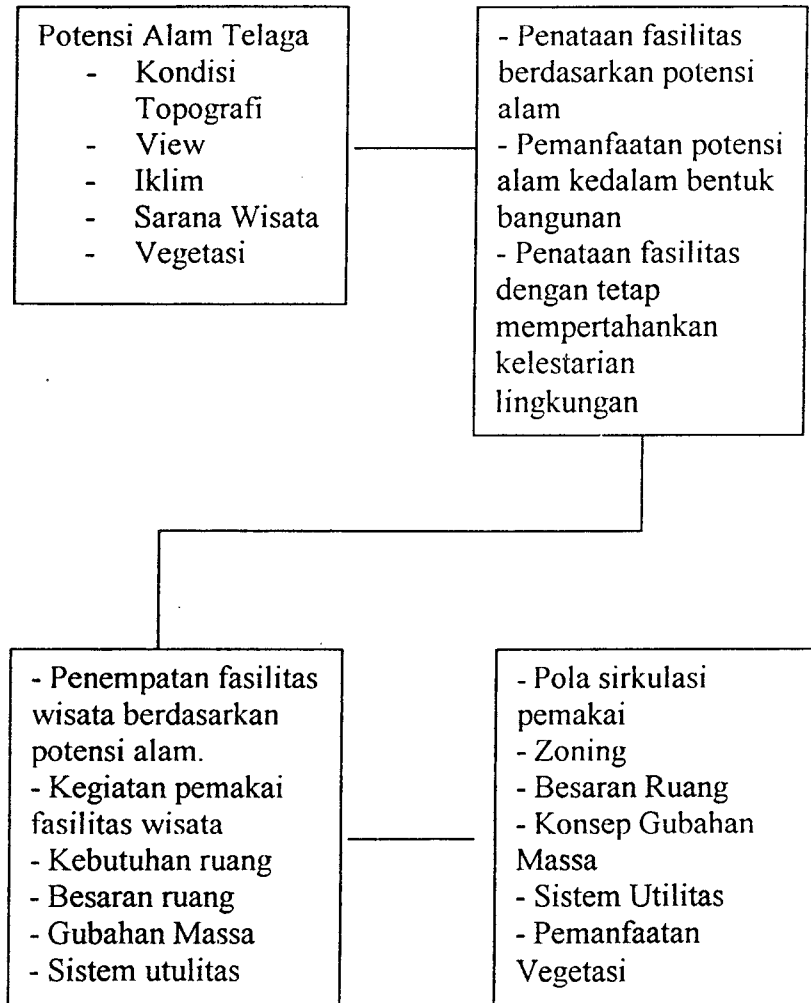 Potensi Alam Telaga
- Kondisi
Topografi
- View
- Iklim
- Sarana Wisata
- Vegetasi
- Penataan fasilitas
berdasarkan potensi
alam
- Pemanfaatan potensi
alam kedalam bentuk
bangunan
- Penataan fasilitas
dengan tetap
mempertahankan
kelestarian
lingkungan
- Penempatan fasilitas
wisata berdasarkan
potensi alam.
- Kegiatan pemakai
fasilitas wisata
- Kebutuhan ruang
- Besaran ruang
- Gubahan Massa
- Sistem utulitas
- Pola sirkulasi
pemakai
- Zoning
- Besaran Ruang
- Konsep Gubahan
Massa
- Sistem Utilitas
- Pemanfaatan
Vegetasi